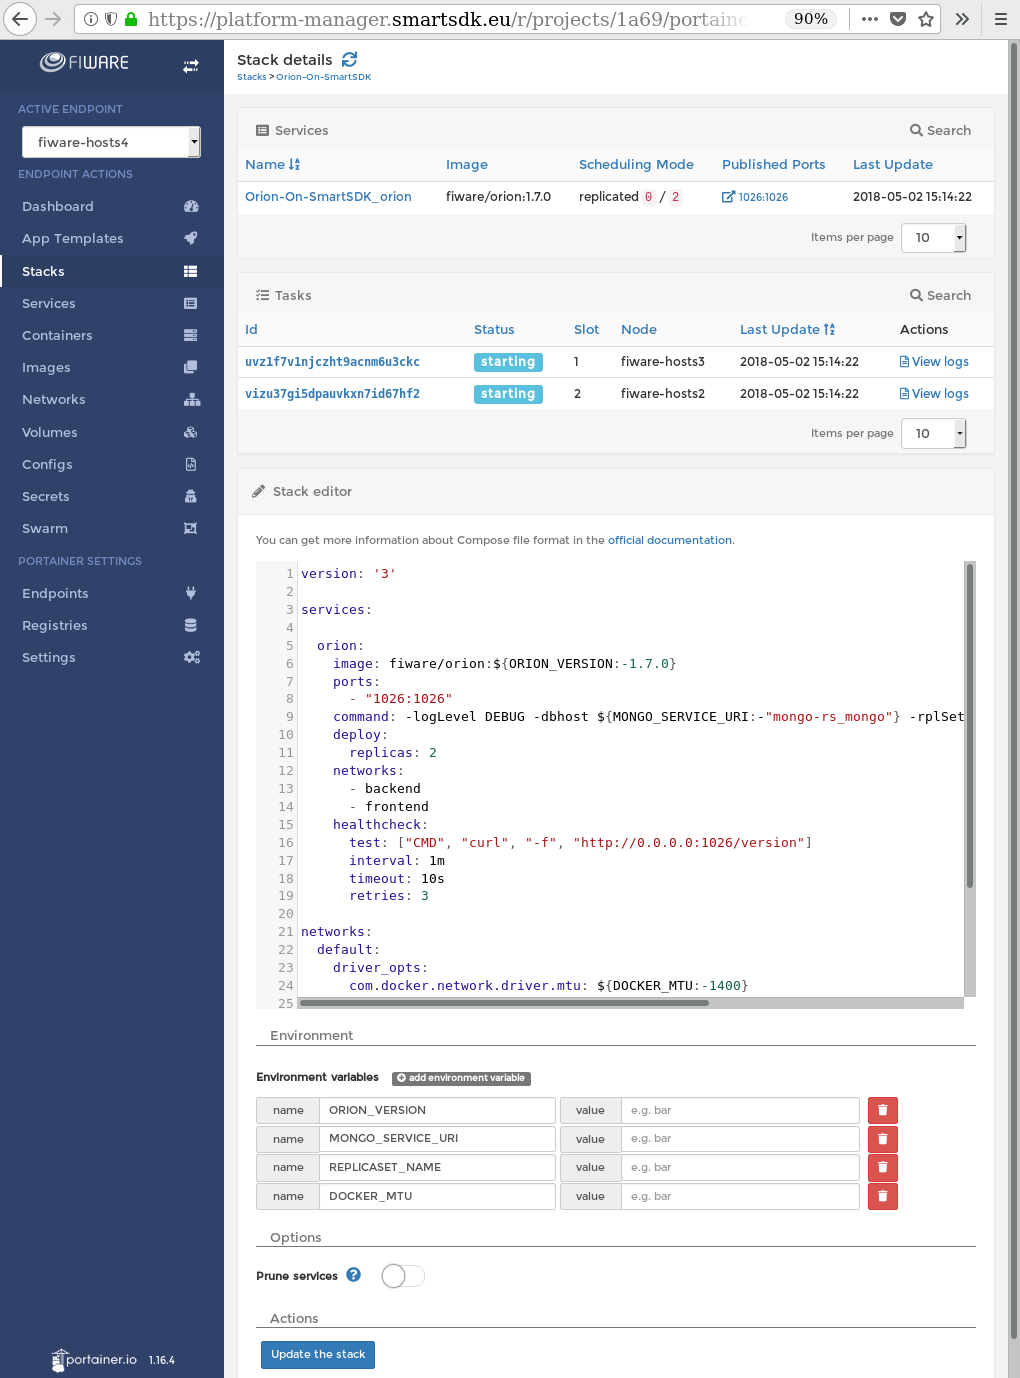 https://platform-manager.smartsdk.eu/r/projects/1a69/portaine 90%
FIWARE
ACTIVE ENDPOINT
fiware-hosts4
ENDPOINT ACTIONS
Dashboard
App Templates
Stacks
Services
Containers
Images
Networks
Volumes
Configs
Secrets
Swarm
PORTAINER SETTINGS
Endpoints
Registries
Settings
portainer.io 1.16.4
Stack details
Stacks > Orion-On-SmartSDK
Services Search
Name Image Scheduling Mode Published Ports Last Update
Orion-On-SmartSDK_orion fiware/orion:1.7.0 replicated 0 / 2 1026:1026 2018-05-02 15:14:22
Items per page 10
Tasks Search
Id Status Slot Node Last Update Actions
uvz1f7v1njczht9acnm6u3ckc starting 1 fiware-hosts3 2018-05-02 15:14:22 View logs
vizu37gi5dpauvkxn7id67hf2 starting 2 fiware-hosts2 2018-05-02 15:14:22 View logs
Items per page 10
Stack editor
You can get more information about Compose file format in the official documentation.
1 version: '3'
2
3 services:
4
5 orion:
6 image: fiware/orion:${ORION_VERSION:-1.7.0}
7 ports:
8 - "1026:1026"
9 command: -logLevel DEBUG -dbhost ${MONGO_SERVICE_URI:-"mongo-rs_mongo"} -rplSet
10 deploy:
11 replicas: 2
12 networks:
13 - backend
14 - frontend
15 healthcheck:
16 test: ["CMD", "curl", "-f", "http://0.0.0.0:1026/version"]
17 interval: 1m
18 timeout: 10s
19 retries: 3
20
21 networks:
22 default:
23 driver_opts:
24 com.docker.network.driver.mtu: ${DOCKER_MTU:-1400}
25
Environment
Environment variables add environment variable
name ORION_VERSION value e.g. bar
name MONGO_SERVICE_URI value e.g. bar
name REPLICASET_NAME value e.g. bar
name DOCKER_MTU value e.g. bar
Options
Prune services ?
Actions
Update the stack